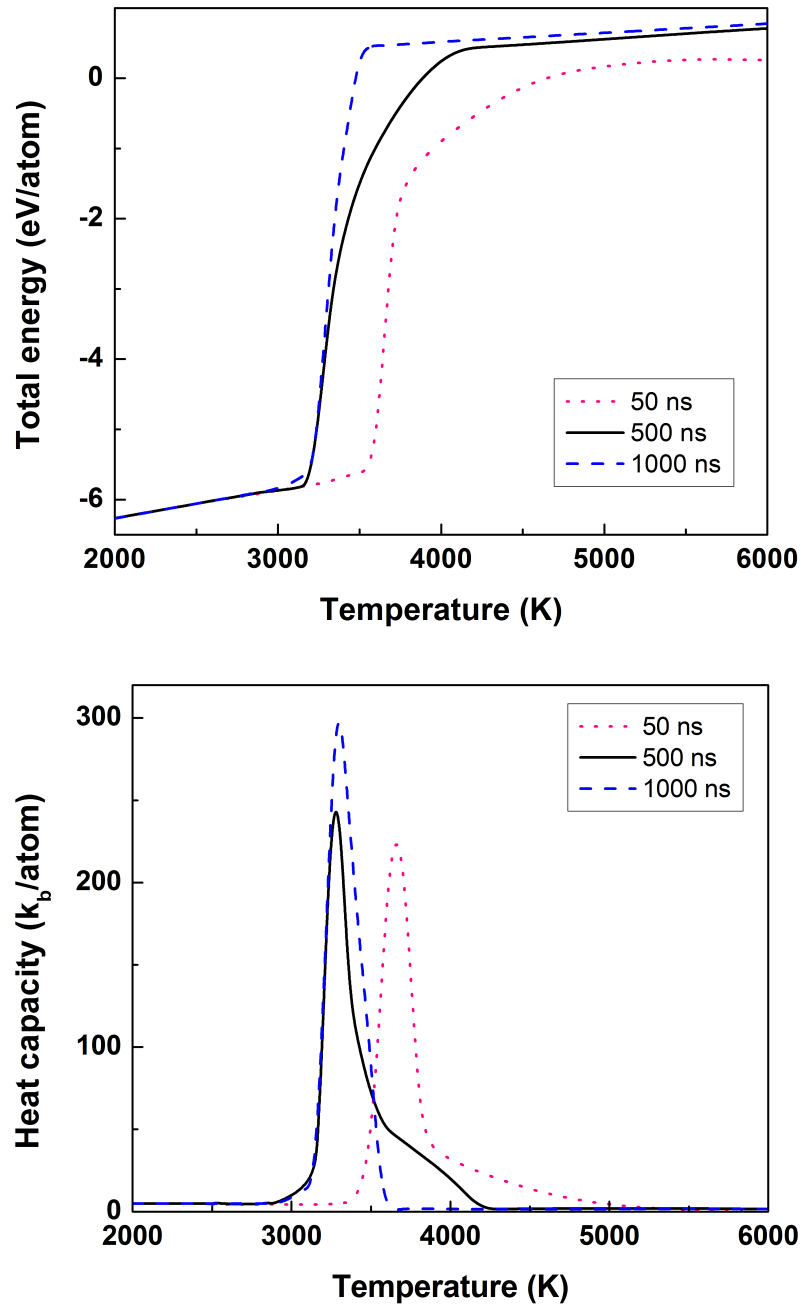 Total energy (eV/atom)
0
-2
-4
-6
50 ns
500 ns
1000 ns
2000 3000 4000 5000 6000
Temperature (K)
Heat capacity (k_b/atom)
300
200
100
0
50 ns
500 ns
1000 ns
2000 3000 4000 5000 6000
Temperature (K)